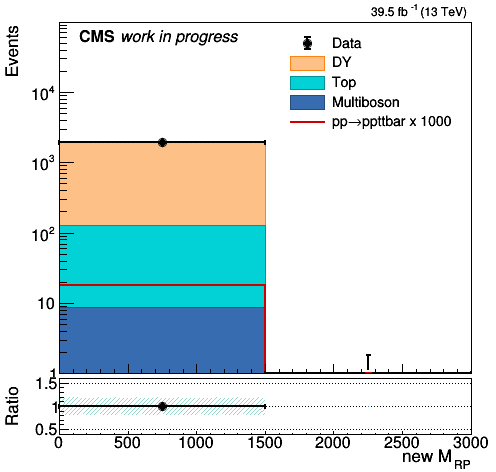 39.5 fb⁻¹ (13 TeV)
CMS work in progress
Data
DY
Top
Multiboson
pp→ppttbar x 1000
Events
10⁴
10³
10²
10
1
Ratio
1.5
1
0.5
0 500 1000 1500 2000 2500 3000
new M_RP